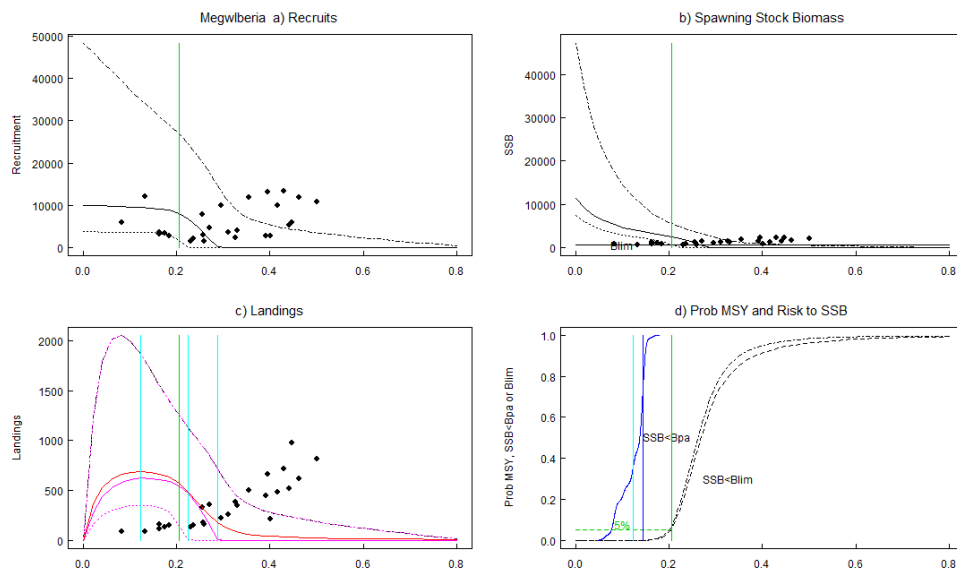 MegwIberia a) Recruits
Recruitment
50000
40000
30000
20000
10000
0
0.0 0.2 0.4 0.6 0.8
b) Spawning Stock Biomass
SSB
40000
30000
20000
10000
0
Blim
0.0 0.2 0.4 0.6 0.8
c) Landings
Landings
2000
1500
1000
500
0
0.0 0.2 0.4 0.6 0.8
d) Prob MSY and Risk to SSB
Prob MSY, SSB<Bpa or Blim
1.0
0.8
0.6
0.4
0.2
0.0
SSB<Bpa
SSB<Blim
5%
0.0 0.2 0.4 0.6 0.8